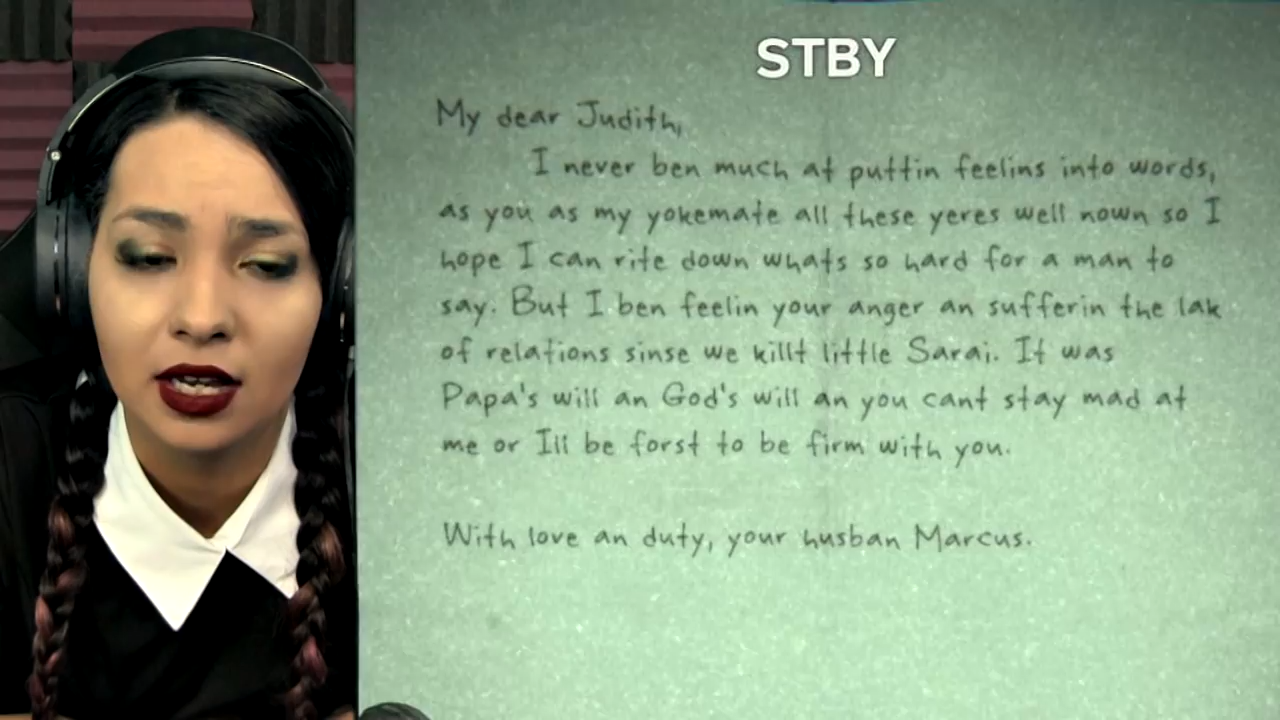 STBY
My dear Judith,
I never ben much at puttin feelins into words,
as you as my yokemate all these yeres well nown so I
hope I can rite down whats so hard for a man to
say. But I ben feelin your anger an sufferin the lak
of relations sinse we killt little Sarai. It was
Papa's will an God's will an you cant stay mad at
me or Ill be forst to be firm with you.
With love an duty, your husban Marcus.